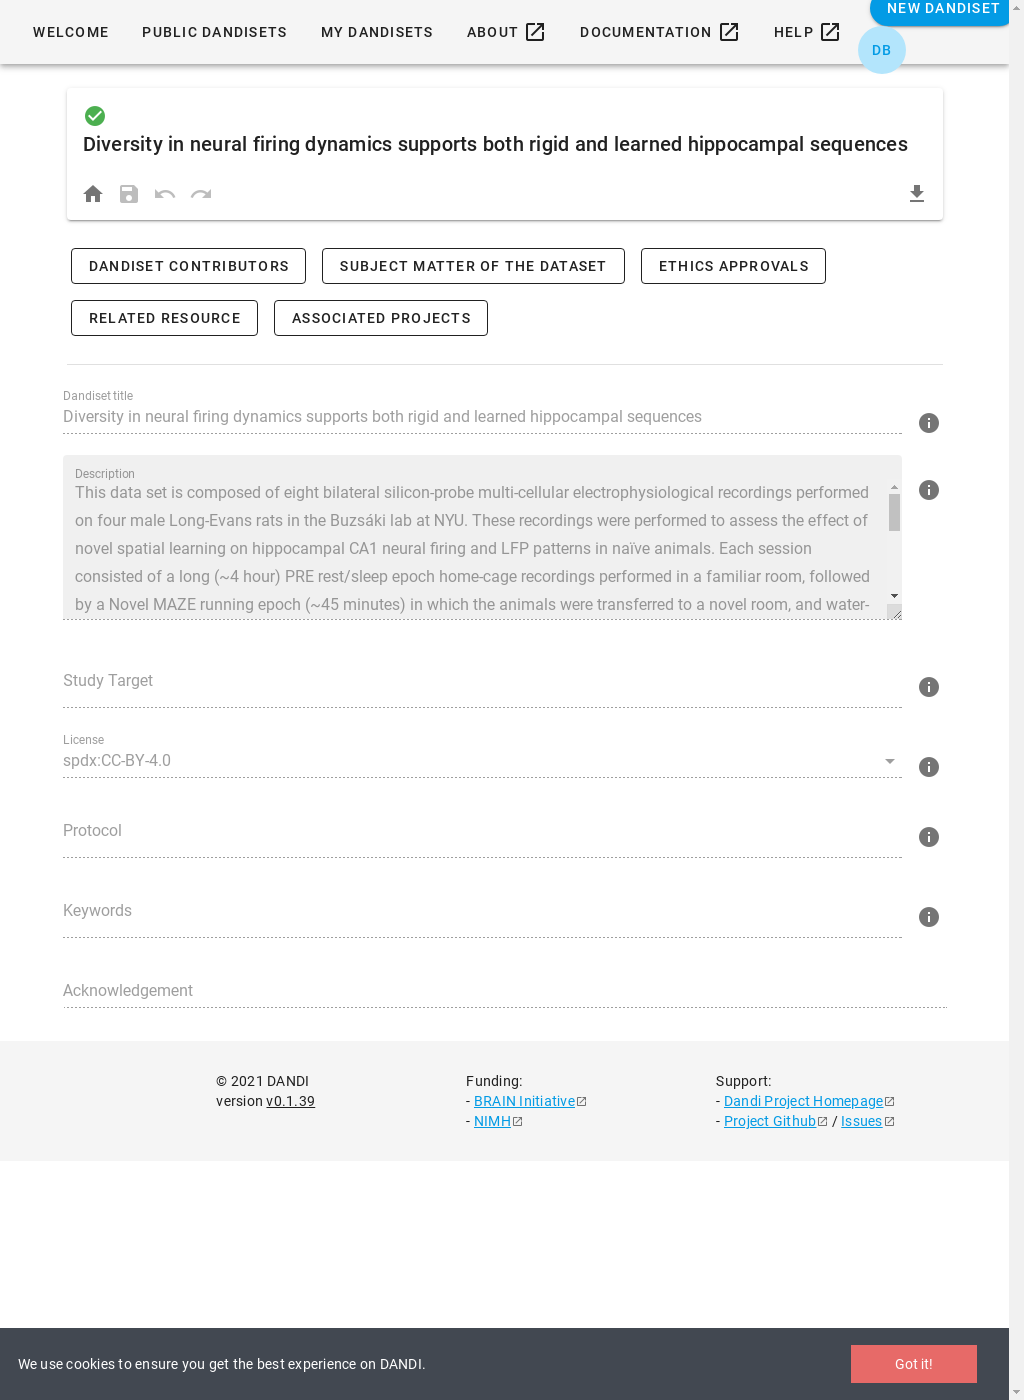 WELCOME PUBLIC DANDISETS MY DANDISETS ABOUT DOCUMENTATION HELP NEW DANDISET
DB
Diversity in neural firing dynamics supports both rigid and learned hippocampal sequences
DANDISET CONTRIBUTORS SUBJECT MATTER OF THE DATASET ETHICS APPROVALS
RELATED RESOURCE ASSOCIATED PROJECTS
Dandiset title
Diversity in neural firing dynamics supports both rigid and learned hippocampal sequences
Description
This data set is composed of eight bilateral silicon-probe multi-cellular electrophysiological recordings performed
on four male Long-Evans rats in the Buzsáki lab at NYU. These recordings were performed to assess the effect of
novel spatial learning on hippocampal CA1 neural firing and LFP patterns in naïve animals. Each session
consisted of a long (~4 hour) PRE rest/sleep epoch home-cage recordings performed in a familiar room, followed
by a Novel MAZE running epoch (~45 minutes) in which the animals were transferred to a novel room, and water-
Study Target
License
spdx:CC-BY-4.0
Protocol
Keywords
Acknowledgement
© 2021 DANDI
version v0.1.39
Funding:
- BRAIN Initiative
- NIMH
Support:
- Dandi Project Homepage
- Project Github / Issues
We use cookies to ensure you get the best experience on DANDI.
Got it!